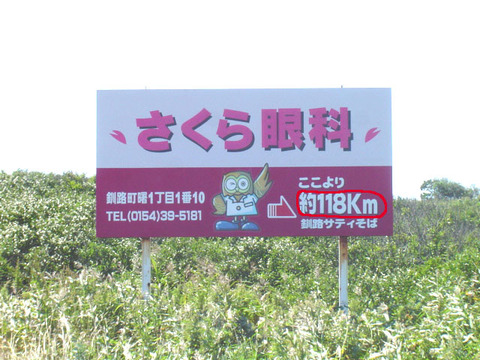 さくら眼科
釧路町曙1丁目1番10
TEL(0154)39-5181
ここより
約118Km
釧路サティそば